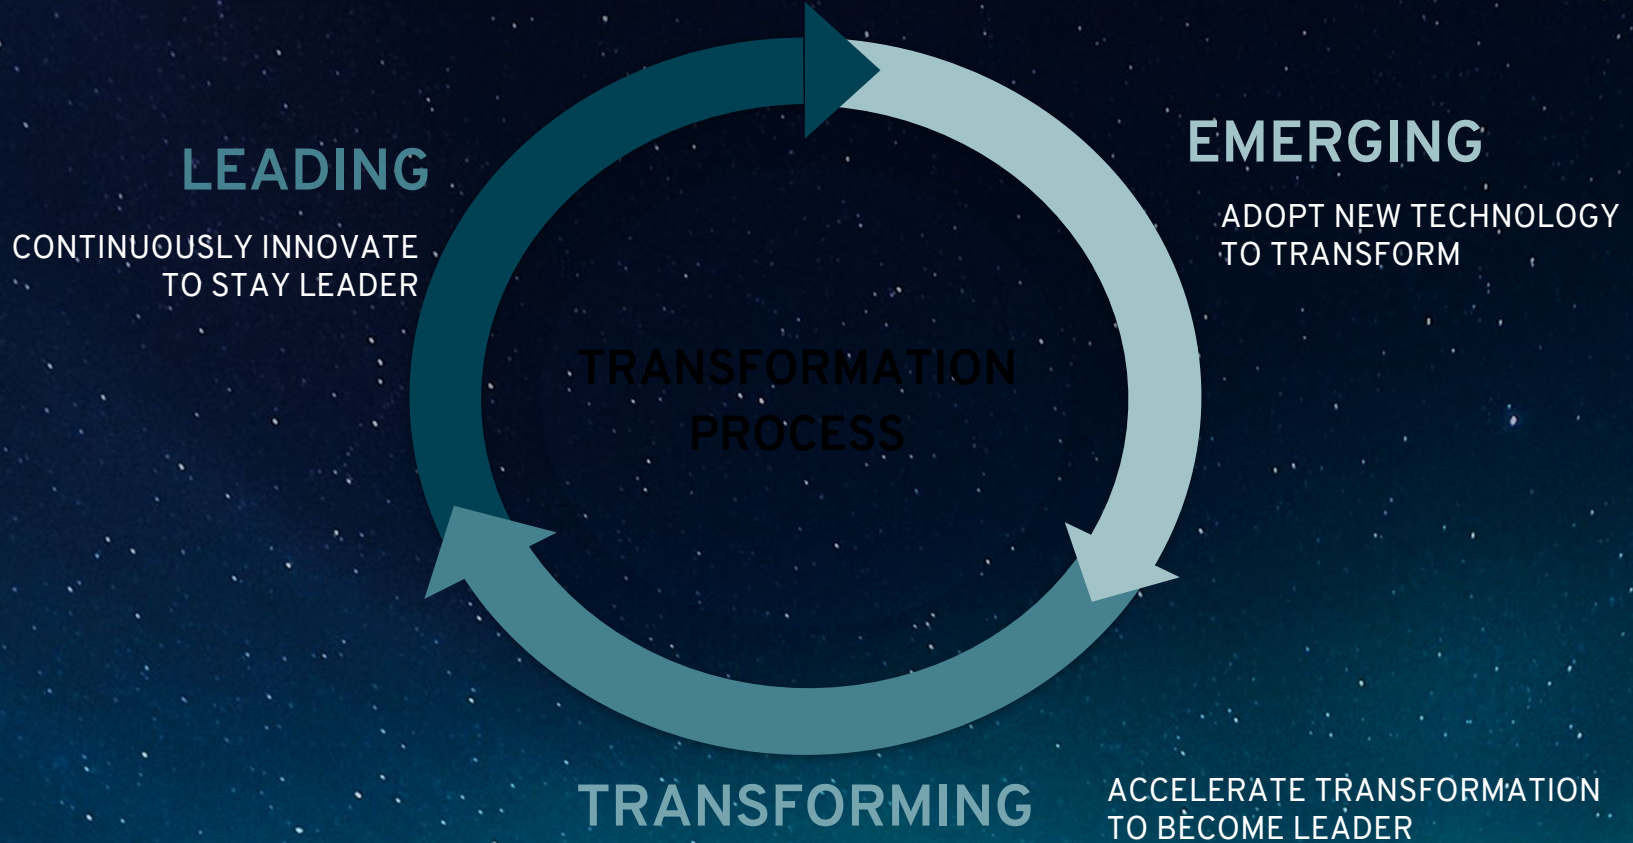 LEADING
CONTINUOUSLY INNOVATE
TO STAY LEADER
EMERGING
ADOPT NEW TECHNOLOGY
TO TRANSFORM
TRANSFORMATION
PROCESS
TRANSFORMING
ACCELERATE TRANSFORMATION
TO BECOME LEADER